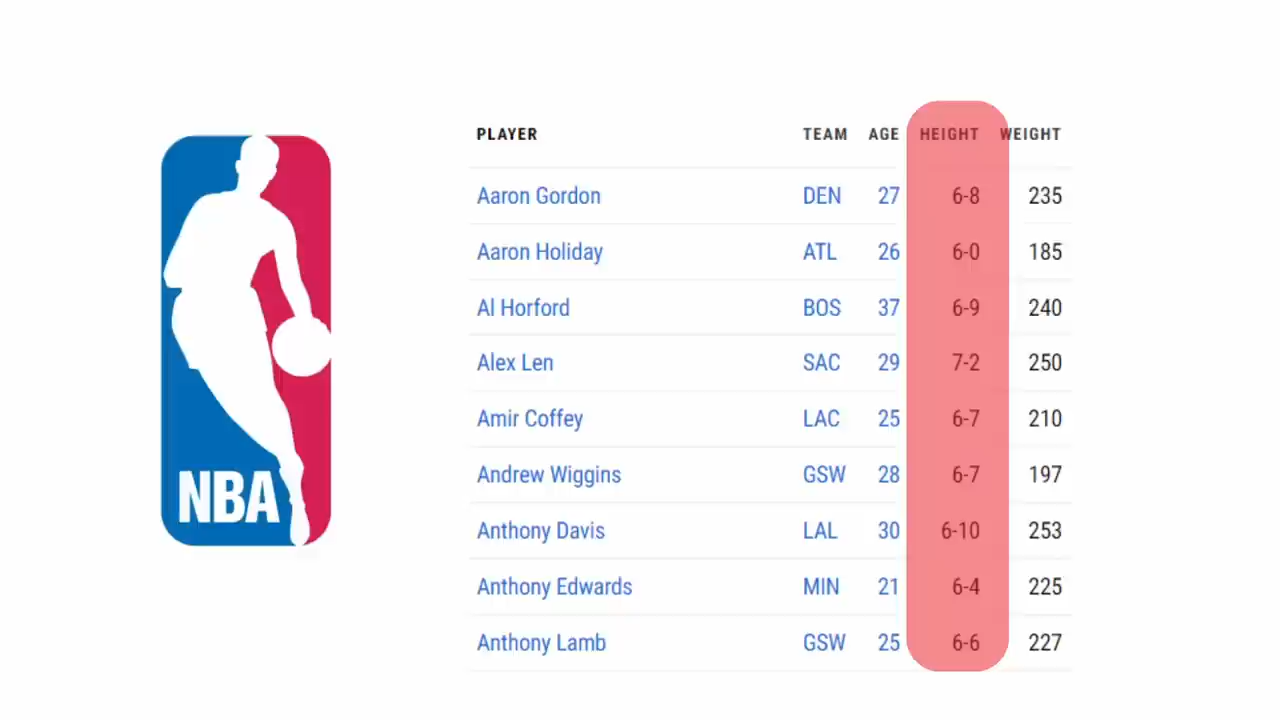 PLAYER TEAM AGE HEIGHT WEIGHT
Aaron Gordon DEN 27 6-8 235
Aaron Holiday ATL 26 6-0 185
Al Horford BOS 37 6-9 240
Alex Len SAC 29 7-2 250
Amir Coffey LAC 25 6-7 210
Andrew Wiggins GSW 28 6-7 197
Anthony Davis LAL 30 6-10 253
Anthony Edwards MIN 21 6-4 225
Anthony Lamb GSW 25 6-6 227
NBA